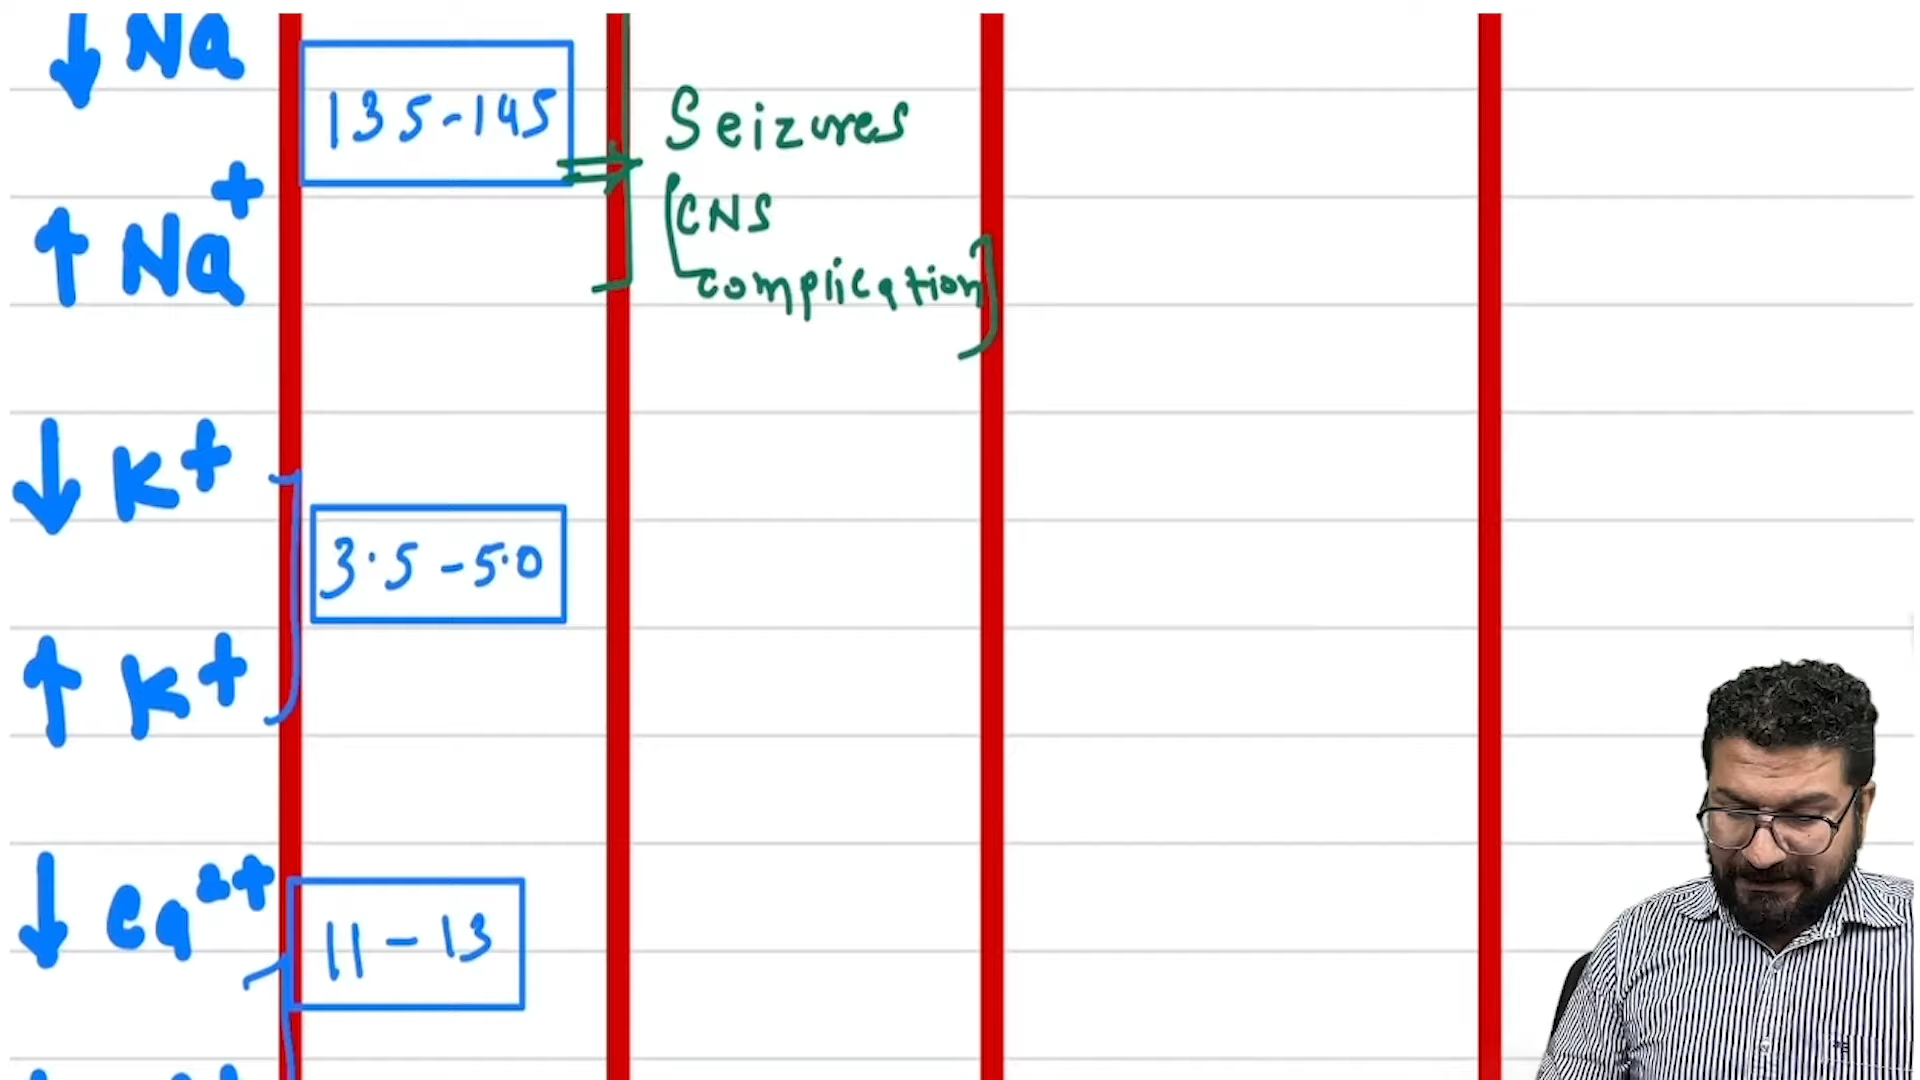 ↓ Na
135-145
Seizures
(CNS
complication)
↑ Na+
↓ K+
3.5-5.0
↑ K+
↓ Ca2+
11-13